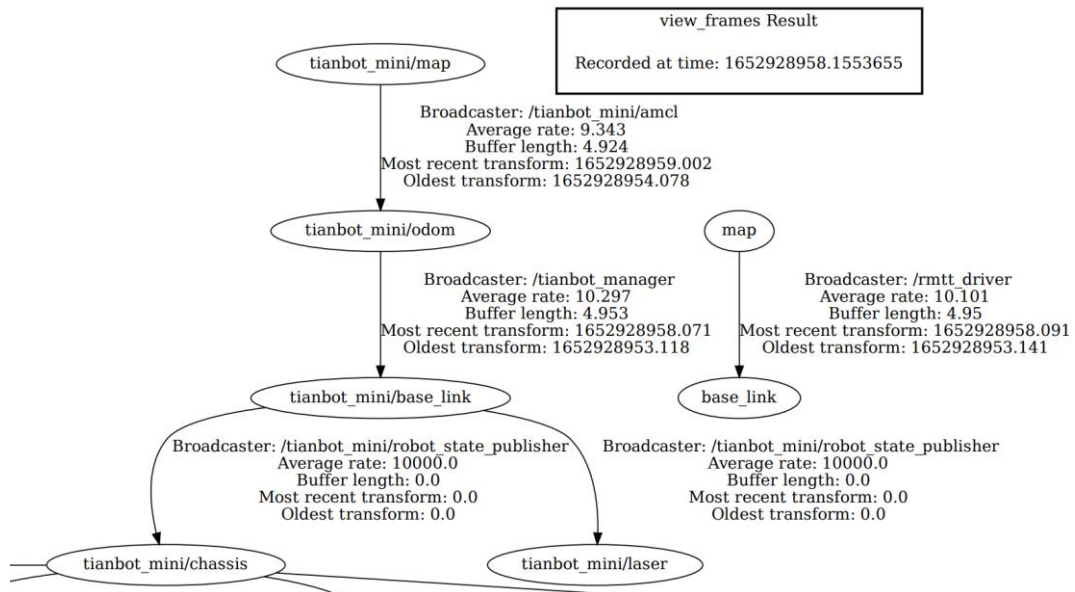 view_frames Result
Recorded at time: 1652928958.1553655
tianbot_mini/map
Broadcaster: /tianbot_mini/amcl
Average rate: 9.343
Buffer length: 4.924
Most recent transform: 1652928959.002
Oldest transform: 1652928954.078
tianbot_mini/odom
map
Broadcaster: /tianbot_manager
Average rate: 10.297
Buffer length: 4.953
Most recent transform: 1652928958.071
Oldest transform: 1652928953.118
Broadcaster: /rmtt_driver
Average rate: 10.101
Buffer length: 4.95
Most recent transform: 1652928958.091
Oldest transform: 1652928953.141
tianbot_mini/base_link
base_link
Broadcaster: /tianbot_mini/robot_state_publisher
Average rate: 10000.0
Buffer length: 0.0
Most recent transform: 0.0
Oldest transform: 0.0
Broadcaster: /tianbot_mini/robot_state_publisher
Average rate: 10000.0
Buffer length: 0.0
Most recent transform: 0.0
Oldest transform: 0.0
tianbot_mini/chassis
tianbot_mini/laser